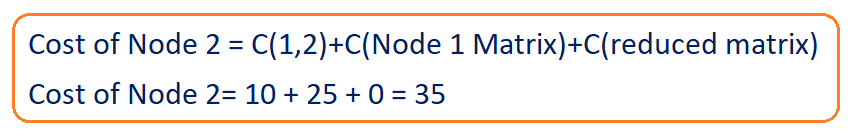 Cost of Node 2 = C(1,2)+C(Node 1 Matrix)+C(reduced matrix)
Cost of Node 2= 10 + 25 + 0 = 35